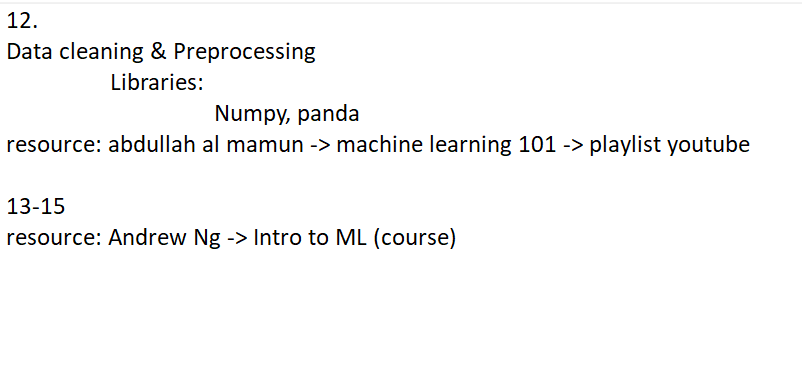 12.
Data cleaning & Preprocessing
Libraries:
Numpy, panda
resource: abdullah al mamun -> machine learning 101 -> playlist youtube
13-15
resource: Andrew Ng -> Intro to ML (course)